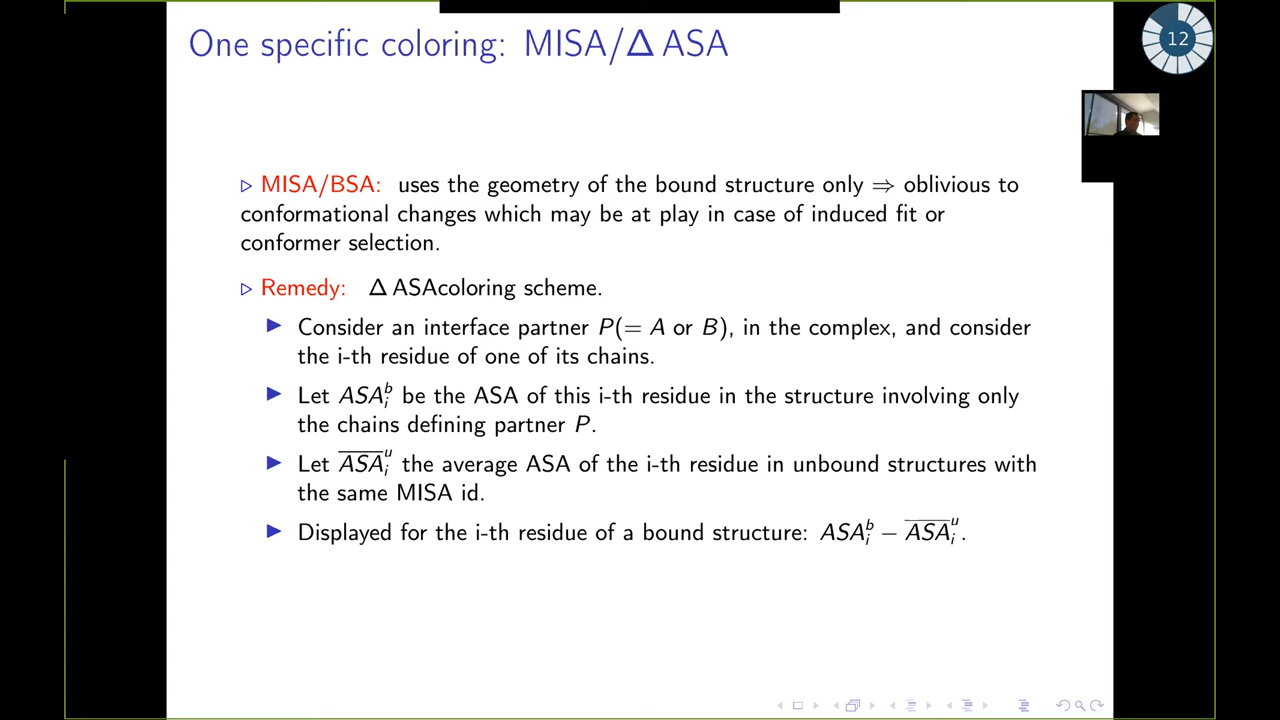 One specific coloring: MISA/Δ ASA
12
▷ MISA/BSA: uses the geometry of the bound structure only ⇒ oblivious to
conformational changes which may be at play in case of induced fit or
conformer selection.
▷ Remedy: Δ ASAcoloring scheme.
▶ Consider an interface partner P(= A or B), in the complex, and consider
the i-th residue of one of its chains.
▶ Let ASA_i^b be the ASA of this i-th residue in the structure involving only
the chains defining partner P.
▶ Let \overline{ASA}_i^u the average ASA of the i-th residue in unbound structures with
the same MISA id.
▶ Displayed for the i-th residue of a bound structure: ASA_i^b − \overline{ASA}_i^u.